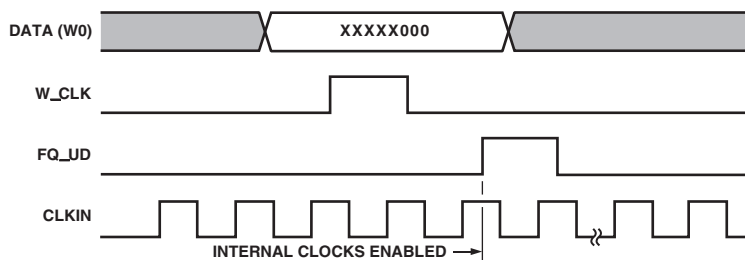 DATA (W0)
XXXXX000
W_CLK
FQ_UD
CLKIN
INTERNAL CLOCKS ENABLED